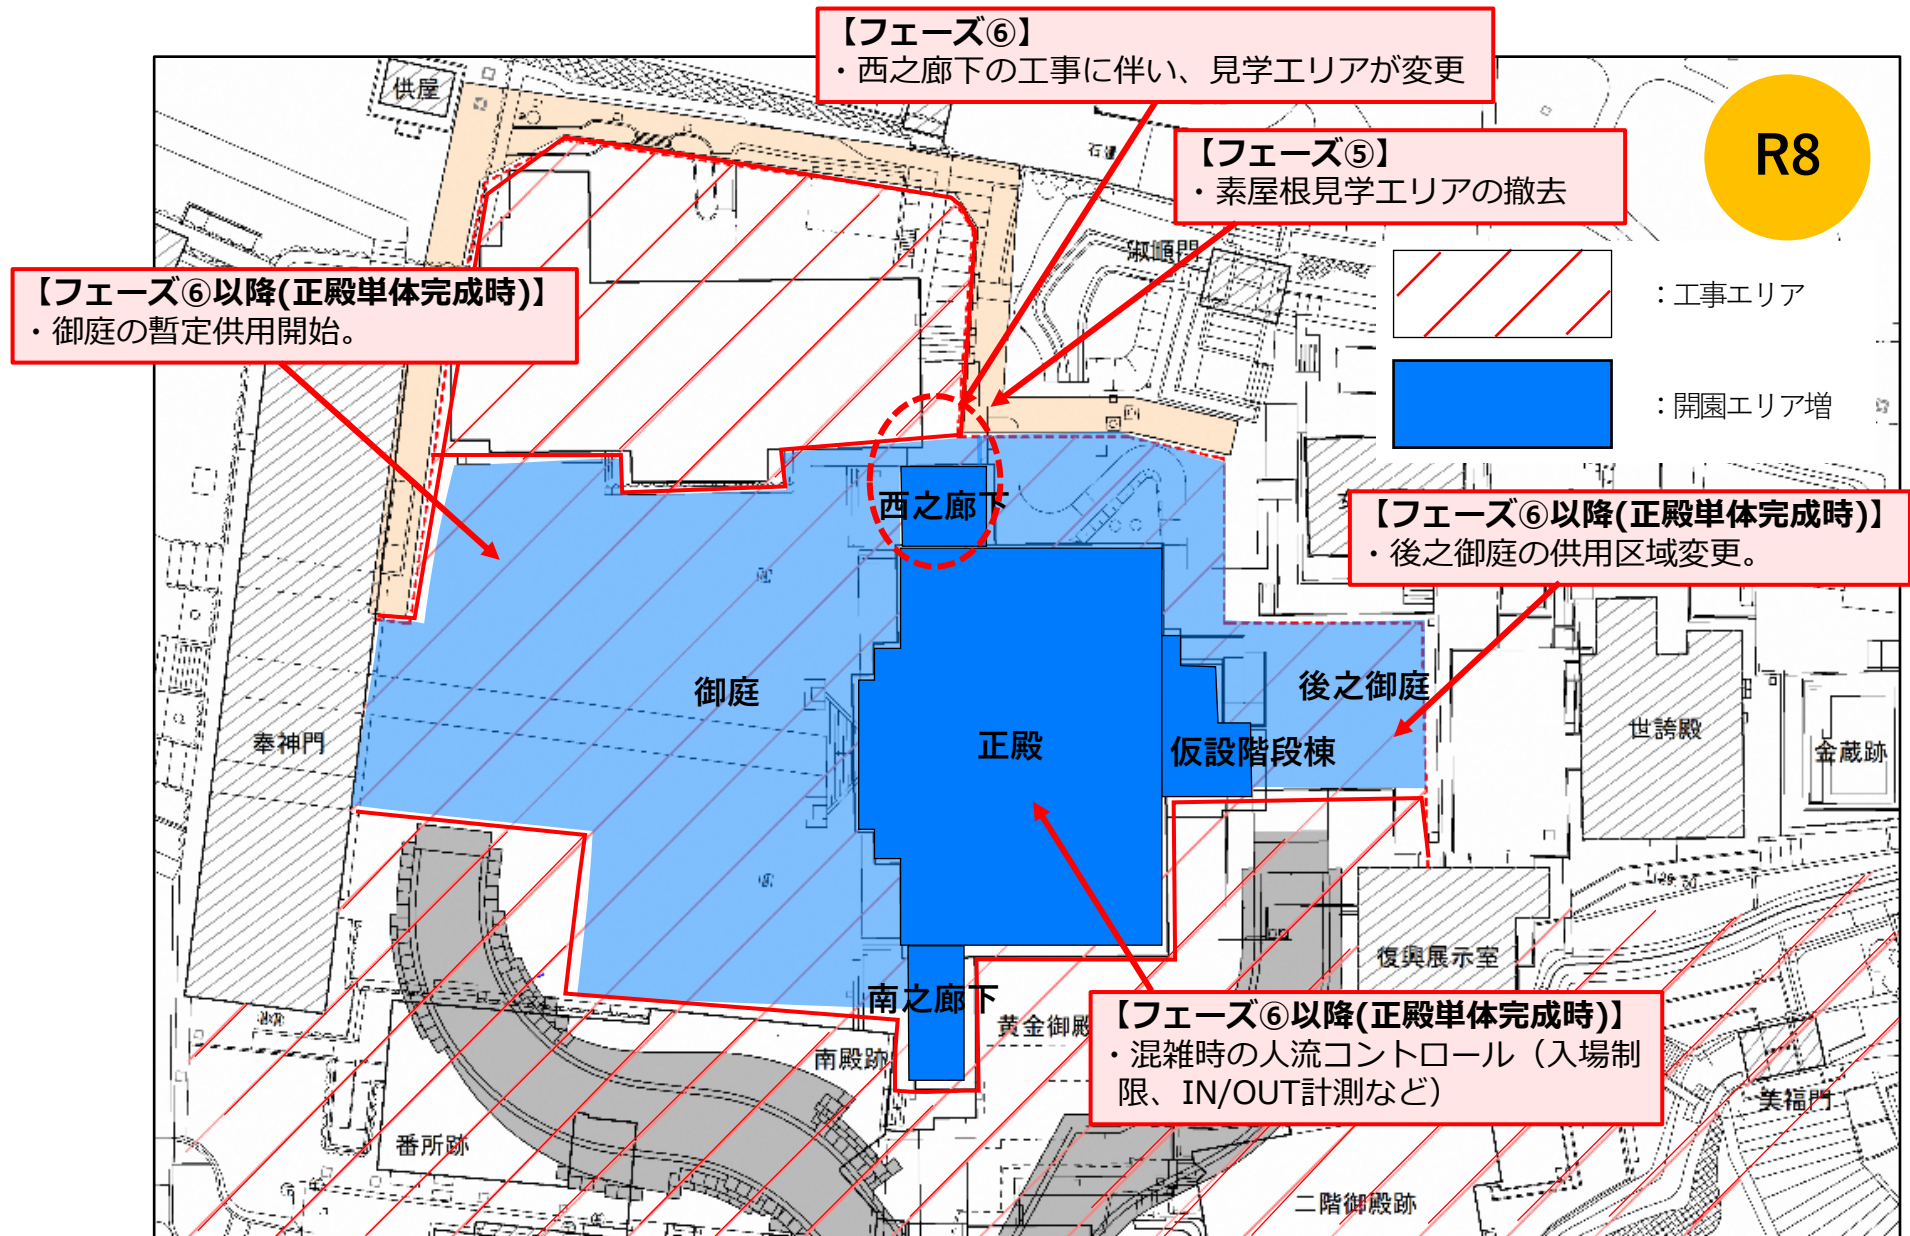 【フェーズ⑥】
・西之廊下の工事に伴い、見学エリアが変更
R8
【フェーズ⑤】
・素屋根見学エリアの撤去
供屋
淑順門
：工事エリア
：開園エリア増
【フェーズ⑥以降(正殿単体完成時)】
・御庭の暫定供用開始。
西之廊下
【フェーズ⑥以降(正殿単体完成時)】
・後之御庭の供用区域変更。
御庭
後之御庭
奉神門
正殿
仮設階段棟
世誇殿
金蔵跡
復興展示室
南之廊下
黄金御殿
【フェーズ⑥以降(正殿単体完成時)】
・混雑時の人流コントロール（入場制
限、IN/OUT計測など）
南殿跡
美福門
番所跡
二階御殿跡